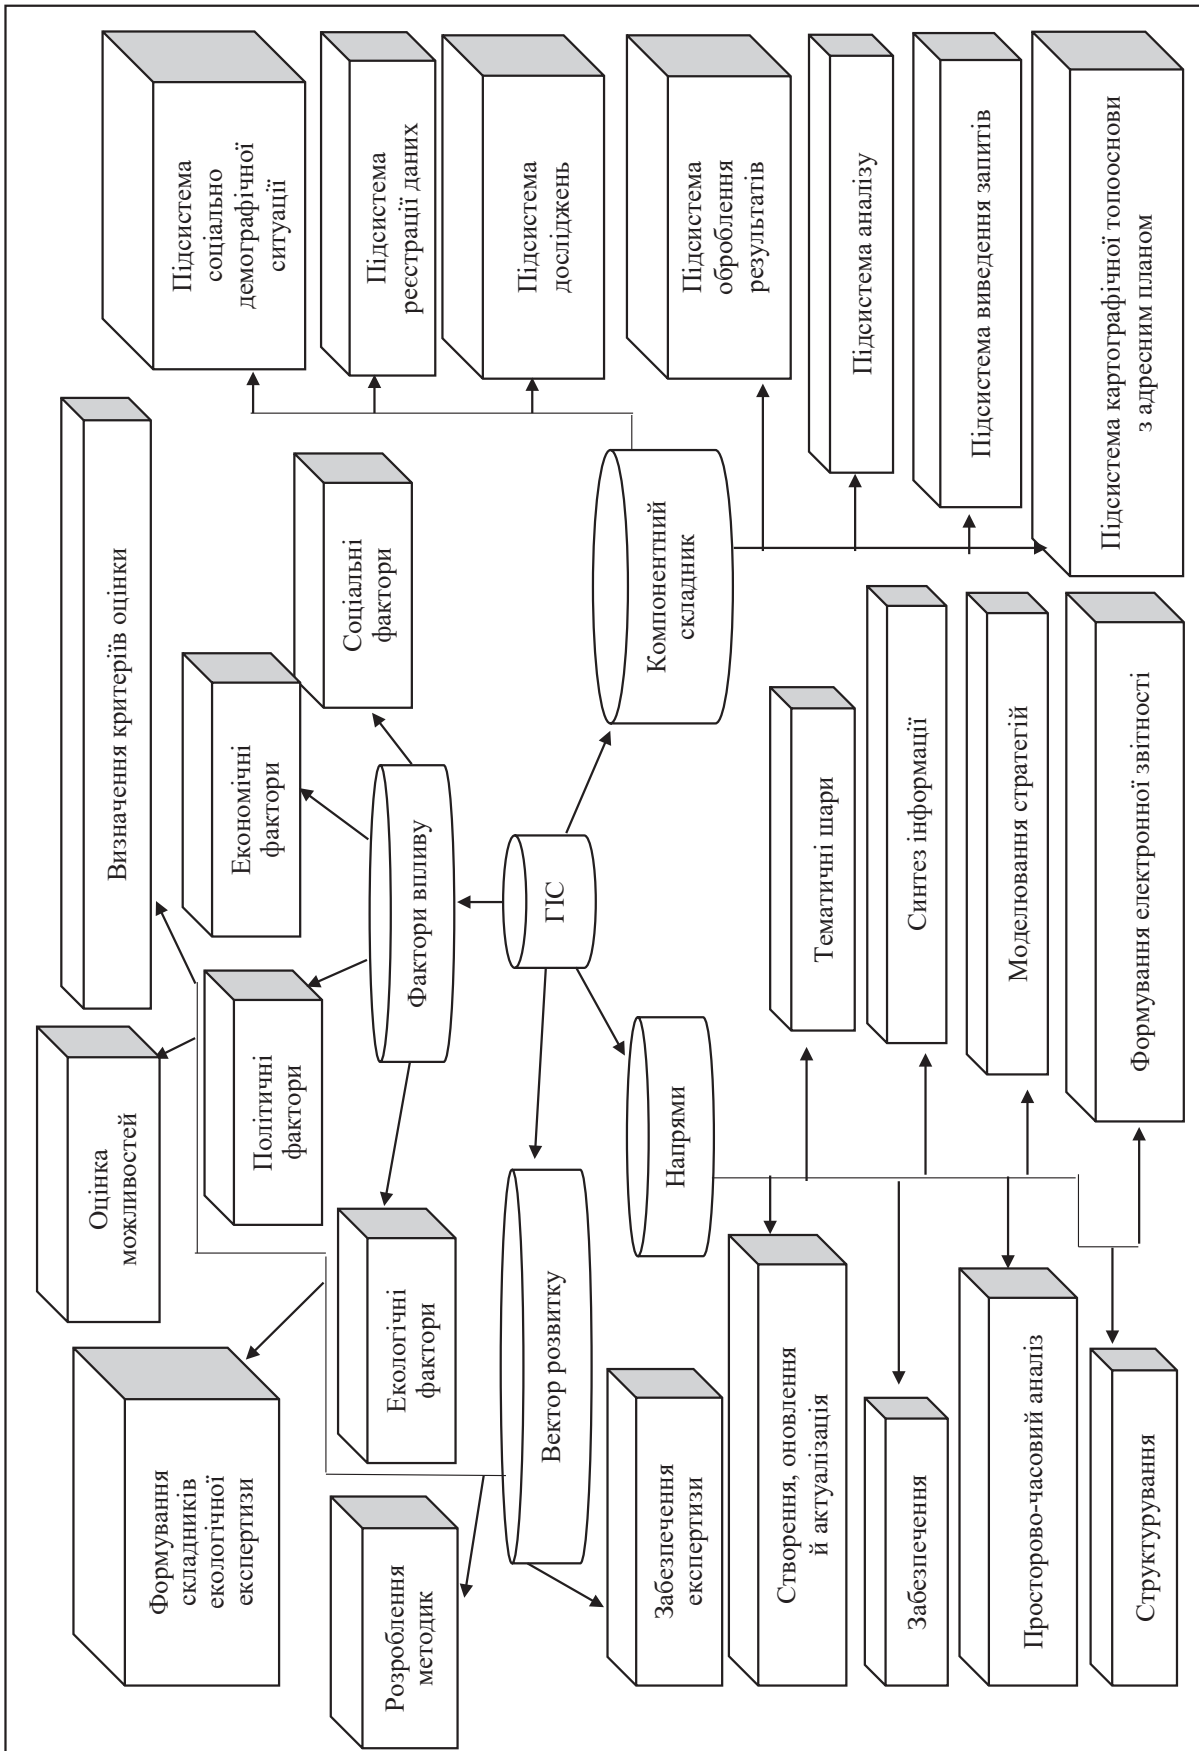 Формування
складників
екологічної
експертизи
Оцінка
можливостей
Визначення критеріїв оцінки
Підсистема
соціально
демографічної
ситуації
Політичні
фактори
Економічні
фактори
Соціальні
фактори
Підсистема
реєстрації даних
Розроблення
методик
Екологічні
фактори
Фактори впливу
Підсистема
досліджень
Вектор розвитку
ГІС
Забезпечення
експертизи
Напрями
Компонентний
складник
Підсистема
оброблення
результатів
Створення, оновлення
й актуалізація
Тематичні шари
Підсистема аналізу
Забезпечення
Синтез інформації
Підсистема виведення запитів
Просторово-часовий аналіз
Моделювання стратегій
Підсистема картографічної топооснови
з адресним планом
Структурування
Формування електронної звітності